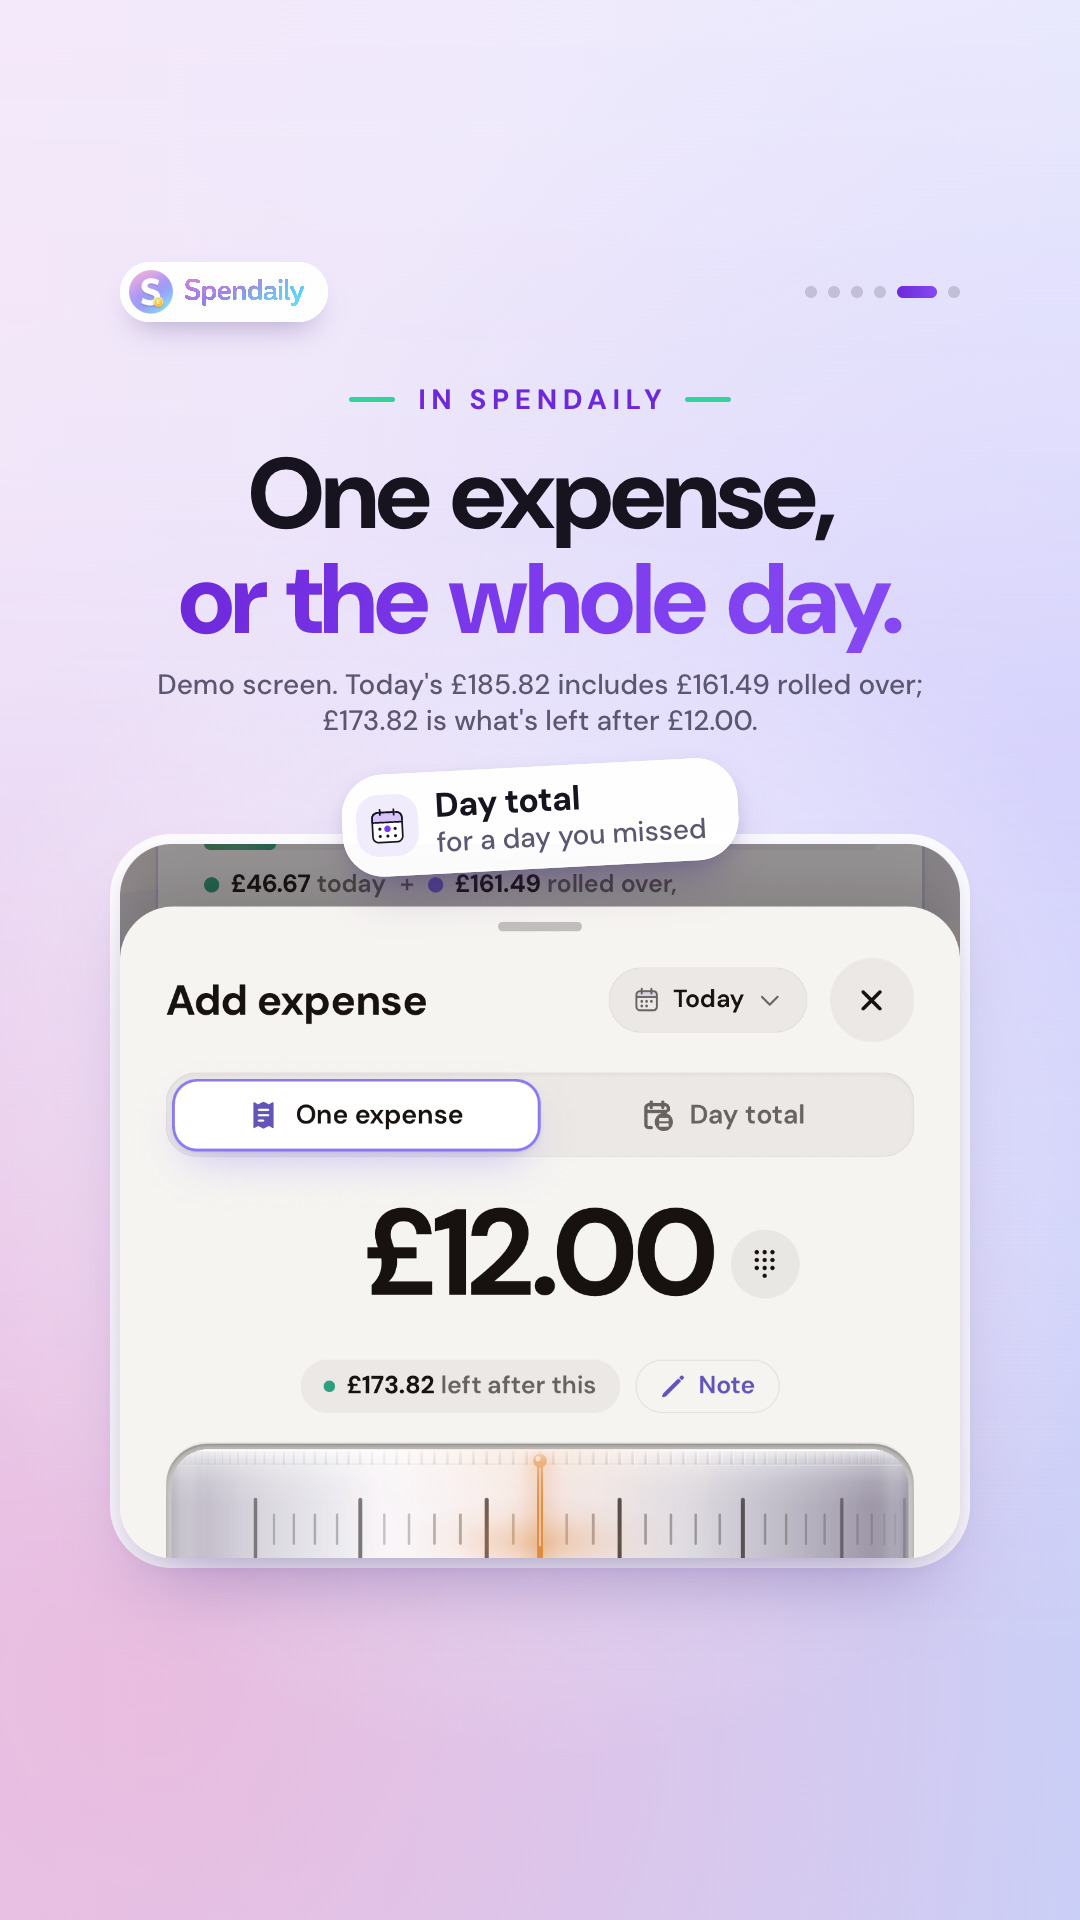 Spendaily
IN SPENDAILY
One expense,
or the whole day.
Demo screen. Today's £185.82 includes £161.49 rolled over;
£173.82 is what's left after £12.00.
Day total
for a day you missed
£46.67 today + £161.49 rolled over,
Add expense
Today
One expense
Day total
£12.00
£173.82 left after this
Note